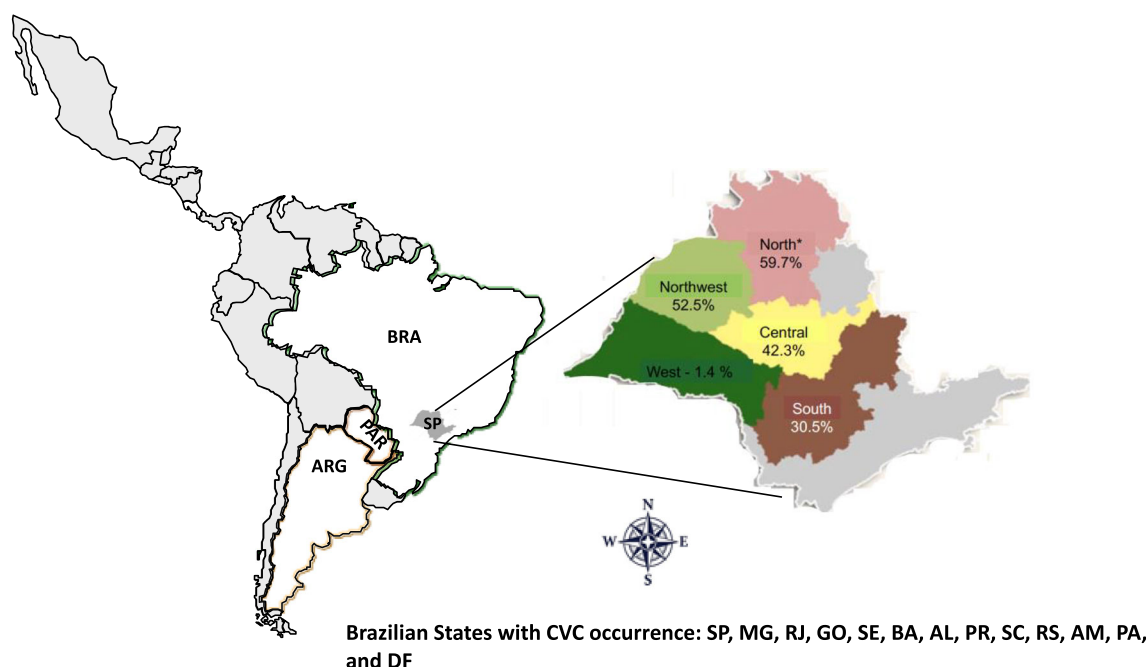 North*
59.7%
Northwest
52.5%
Central
42.3%
West - 1.4 %
South
30.5%
BRA
SP
PAR
ARG
N
W
E
S
Brazilian States with CVC occurrence: SP, MG, RJ, GO, SE, BA, AL, PR, SC, RS, AM, PA,
and DF